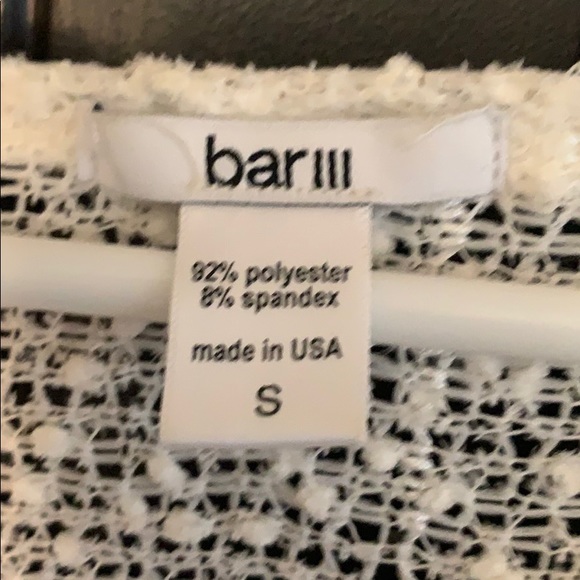 bar III
92% polyester
8% spandex
made in USA
S